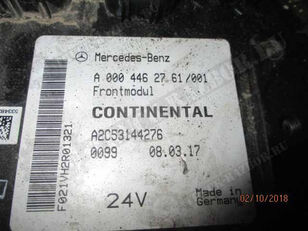 Mercedes-Benz
A 000 446 27 61/001
Frontmodul
CONTINENTAL
A2C53144276
0099 08.03.17
24V
Made in
Germany
F021VH2R01321
02/10/2018